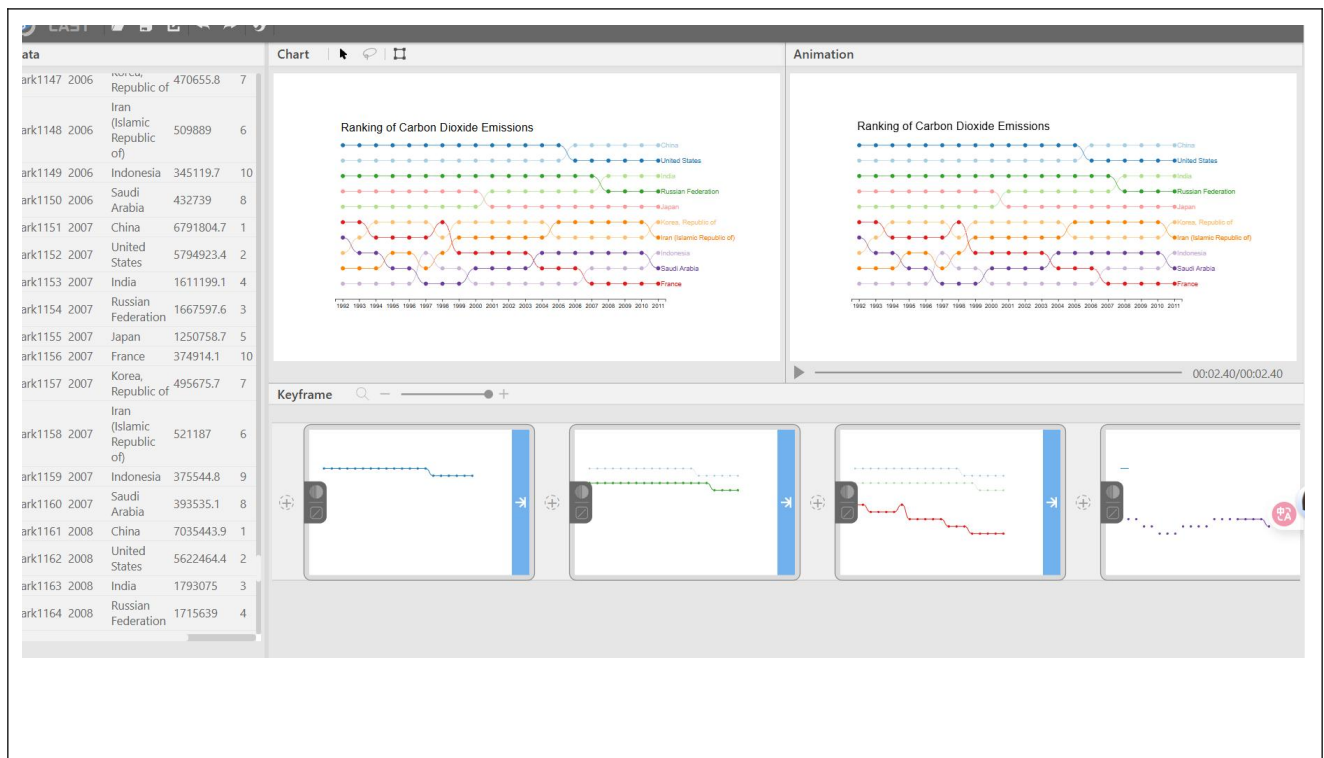 CAST
ata
Chart
Animation
ark1147 2006 Korea, Republic of 470655.8 7
ark1148 2006 Iran (Islamic Republic of) 509889 6
ark1149 2006 Indonesia 345119.7 10
ark1150 2006 Saudi Arabia 432739 8
ark1151 2007 China 6791804.7 1
ark1152 2007 United States 5794923.4 2
ark1153 2007 India 1611199.1 4
ark1154 2007 Russian Federation 1667597.6 3
ark1155 2007 Japan 1250758.7 5
ark1156 2007 France 374914.1 10
ark1157 2007 Korea, Republic of 495675.7 7
ark1158 2007 Iran (Islamic Republic of) 521187 6
ark1159 2007 Indonesia 375544.8 9
ark1160 2007 Saudi Arabia 393535.1 8
ark1161 2008 China 7035443.9 1
ark1162 2008 United States 5622464.4 2
ark1163 2008 India 1793075 3
ark1164 2008 Russian Federation 1715639 4
Ranking of Carbon Dioxide Emissions
China
United States
India
Russian Federation
Japan
Korea, Republic of
Iran (Islamic Republic of)
Indonesia
Saudi Arabia
France
1992 1993 1994 1995 1996 1997 1998 1999 2000 2001 2002 2003 2004 2005 2006 2007 2008 2009 2010 2011
Ranking of Carbon Dioxide Emissions
China
United States
India
Russian Federation
Japan
Korea, Republic of
Iran (Islamic Republic of)
Indonesia
Saudi Arabia
France
1992 1993 1994 1995 1996 1997 1998 1999 2000 2001 2002 2003 2004 2005 2006 2007 2008 2009 2010 2011
00:02.40/00:02.40
Keyframe
中A